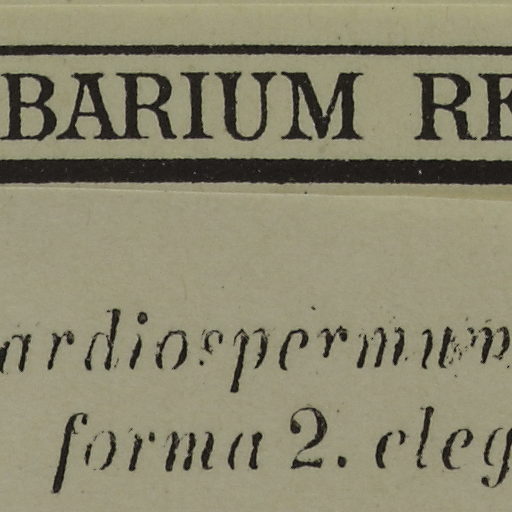 BARIUM RE
ardiospermum
forma 2. eleg